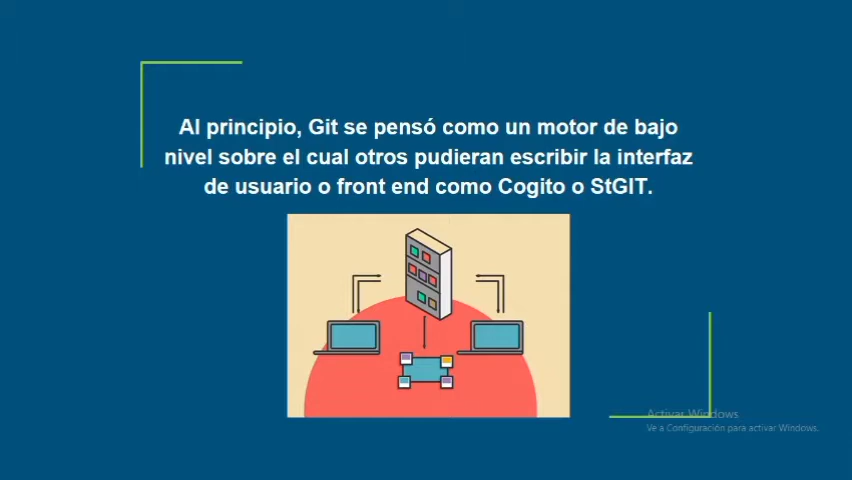 Al principio, Git se pensó como un motor de bajo
nivel sobre el cual otros pudieran escribir la interfaz
de usuario o front end como Cogito o StGIT.
Activar Windows
Ve a Configuración para activar Windows.